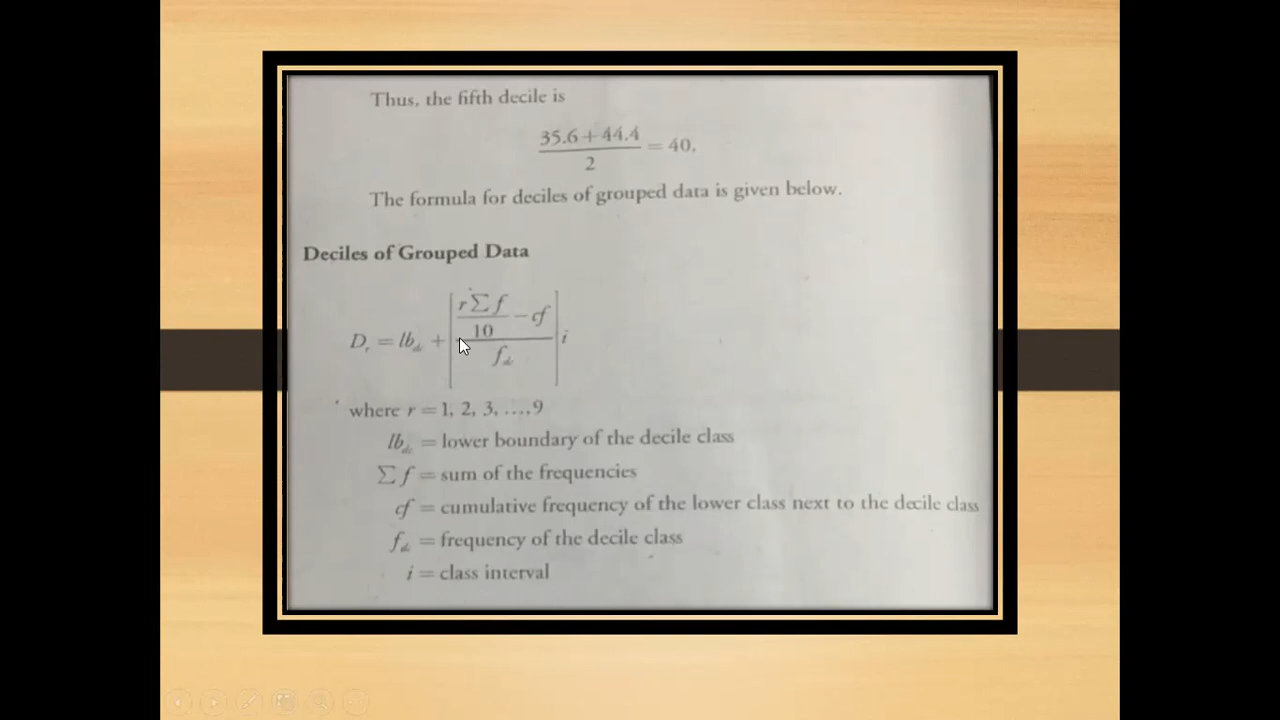 Thus, the fifth decile is
35.6 + 44.4
2
= 40.
The formula for deciles of grouped data is given below.
Deciles of Grouped Data
r∑f
10
− cf
D_r = lb_dc + [ ] i
f_dc
where r = 1, 2, 3, ...,9
lb_dc = lower boundary of the decile class
∑f = sum of the frequencies
cf = cumulative frequency of the lower class next to the decile class
f_dc = frequency of the decile class
i = class interval